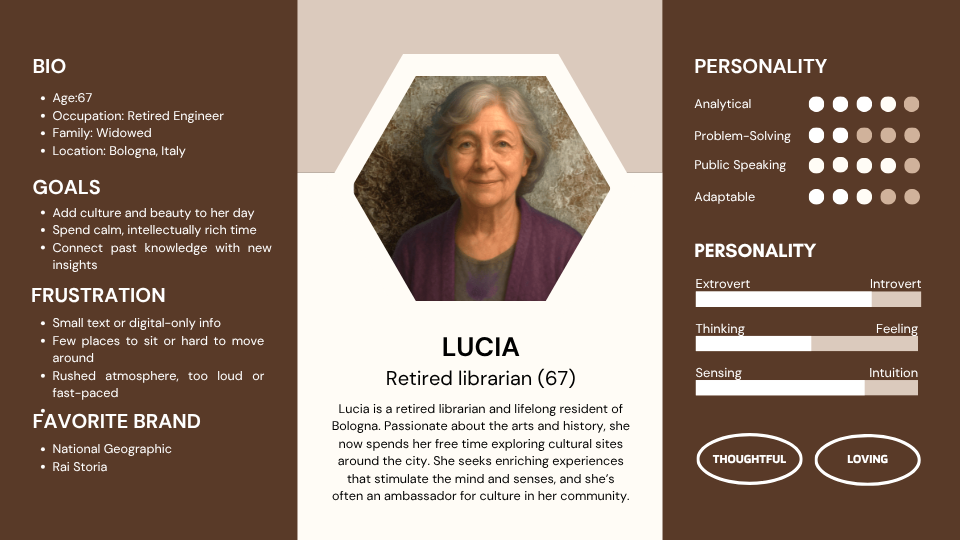 BIO
• Age:67
• Occupation: Retired Engineer
• Family: Widowed
• Location: Bologna, Italy
GOALS
• Add culture and beauty to her day
• Spend calm, intellectually rich time
• Connect past knowledge with new
insights
FRUSTRATION
• Small text or digital-only info
• Few places to sit or hard to move
around
• Rushed atmosphere, too loud or
fast-paced
•
FAVORITE BRAND
• National Geographic
• Rai Storia
LUCIA
Retired librarian (67)
Lucia is a retired librarian and lifelong resident of
Bologna. Passionate about the arts and history, she
now spends her free time exploring cultural sites
around the city. She seeks enriching experiences
that stimulate the mind and senses, and she's
often an ambassador for culture in her community.
PERSONALITY
Analytical
Problem-Solving
Public Speaking
Adaptable
PERSONALITY
Extrovert Introvert
Thinking Feeling
Sensing Intuition
THOUGHTFUL LOVING